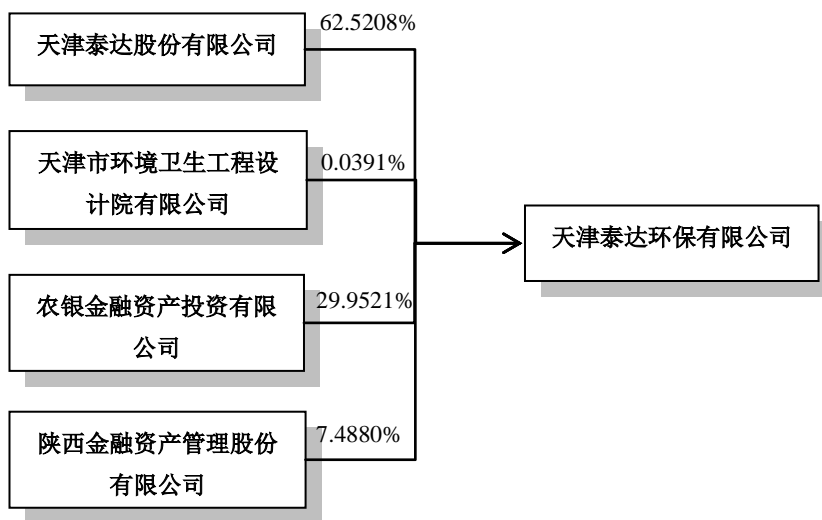 天津泰达股份有限公司
62.5208%
天津市环境卫生工程设
计院有限公司
0.0391%
天津泰达环保有限公司
农银金融资产投资有限
公司
29.9521%
陕西金融资产管理股份
有限公司
7.4880%